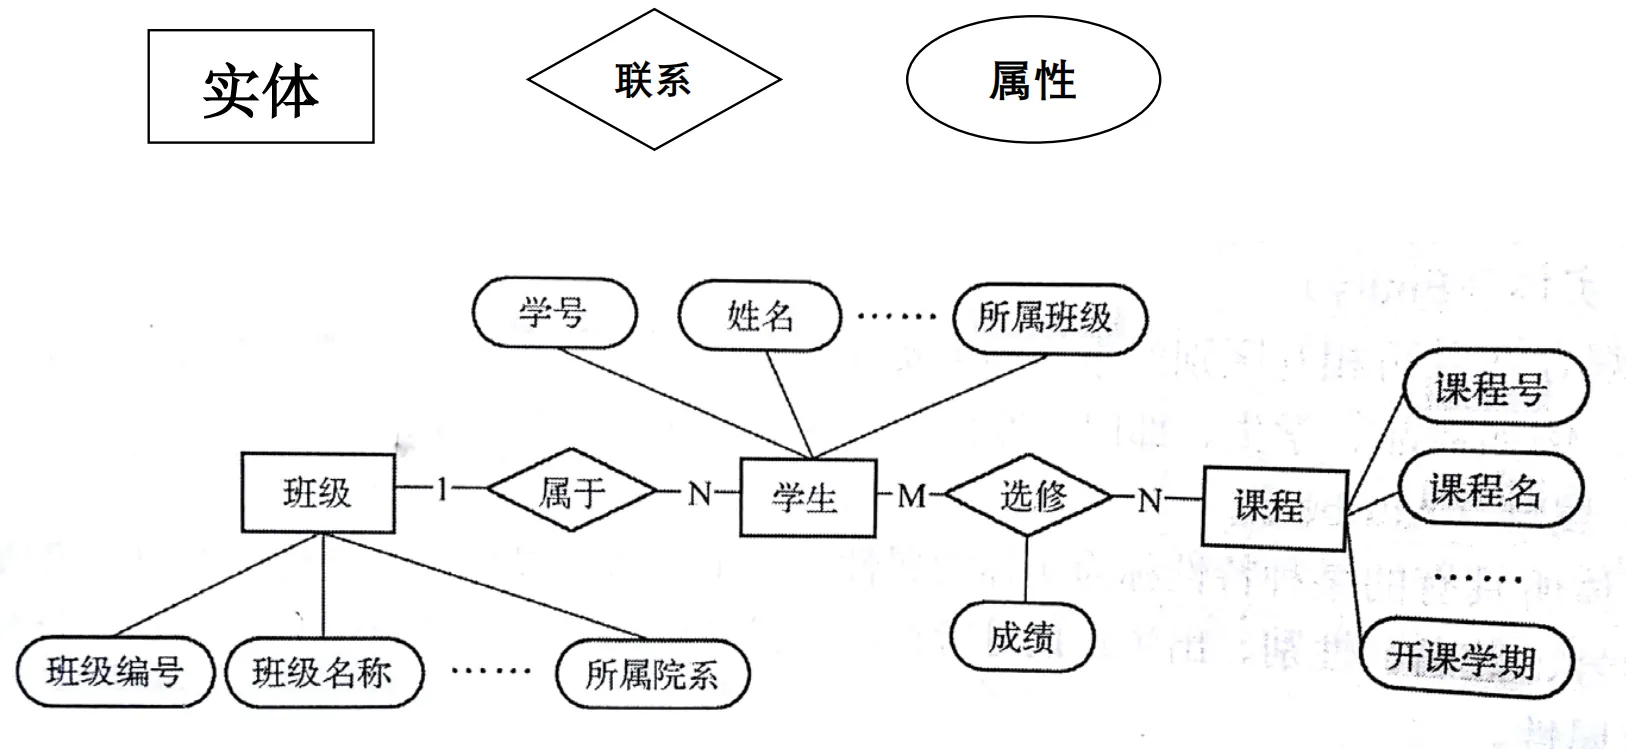 实体 联系 属性
学号 姓名 …… 所属班级
课程号
班级 1 属于 N 学生 M 选修 N 课程
课程名
……
成绩
班级编号 班级名称 …… 所属院系
开课学期